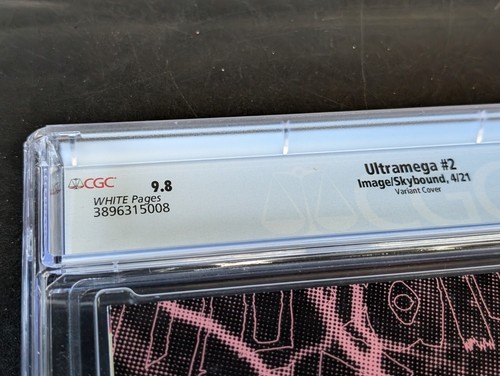 CGC
9.8
WHITE Pages
3896315008
Ultramega #2
Image/Skybound, 4/21
Variant Cover